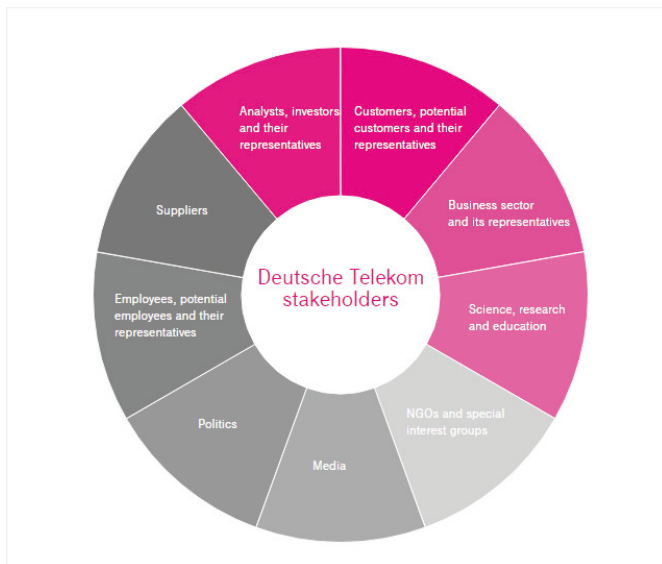 Analysts, investors
and their
representatives
Customers, potential
customers and their
representatives
Suppliers
Business sector
and its representatives
Deutsche Telekom
stakeholders
Employees, potential
employees and their
representatives
Science, research
and education
Politics
NGOs and special
interest groups
Media